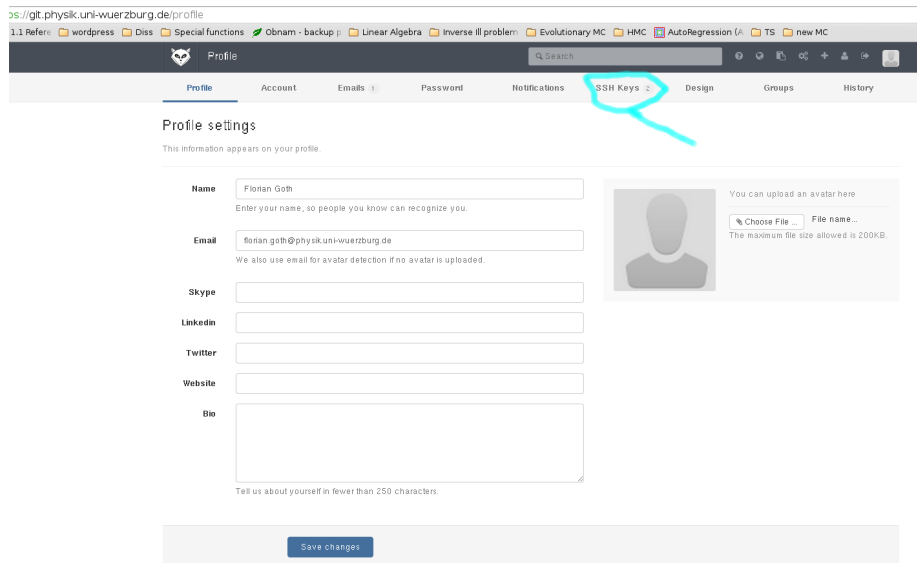 ps://git.physik.uni-wuerzburg.de/profile
1.1 Refere wordpress Diss Special functions Obnam - backup p Linear Algebra Inverse Ill problem Evolutionary MC HMC AutoRegression (A TS new MC
Profile Search
Profile Account Emails 1 Password Notifications SSH Keys 2 Design Groups History
Profile settings
This information appears on your profile.
Name Florian Goth
Enter your name, so people you know can recognize you.
Email florian.goth@physik.uni-wuerzburg.de
We also use email for avatar detection if no avatar is uploaded.
Skype
Linkedin
Twitter
Website
Bio
Tell us about yourself in fewer than 250 characters.
You can upload an avatar here
Choose File ... File name...
The maximum file size allowed is 200KB.
Save changes